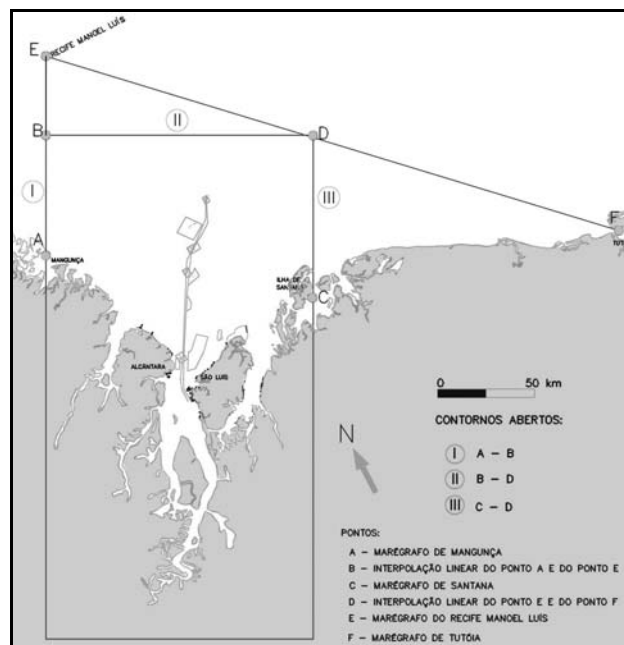 E
RECIFE MANOEL LUÍS
B
II
D
I
III
F
A
MANGUNÇA
ILHA DE
C
ALCÂNTARA
SÃO LUÍS
0 50 km
CONTORNOS ABERTOS:
N
I A – B
II B – D
III C – D
PONTOS:
A – MARÉGRAFO DE MANGUNÇA
B – INTERPOLAÇÃO LINEAR DO PONTO A E DO PONTO E
C – MARÉGRAFO DE SANTANA
D – INTERPOLAÇÃO LINEAR DO PONTO E E DO PONTO F
E – MARÉGRAFO DO RECIFE MANOEL LUÍS
F – MARÉGRAFO DE TUTÓIA